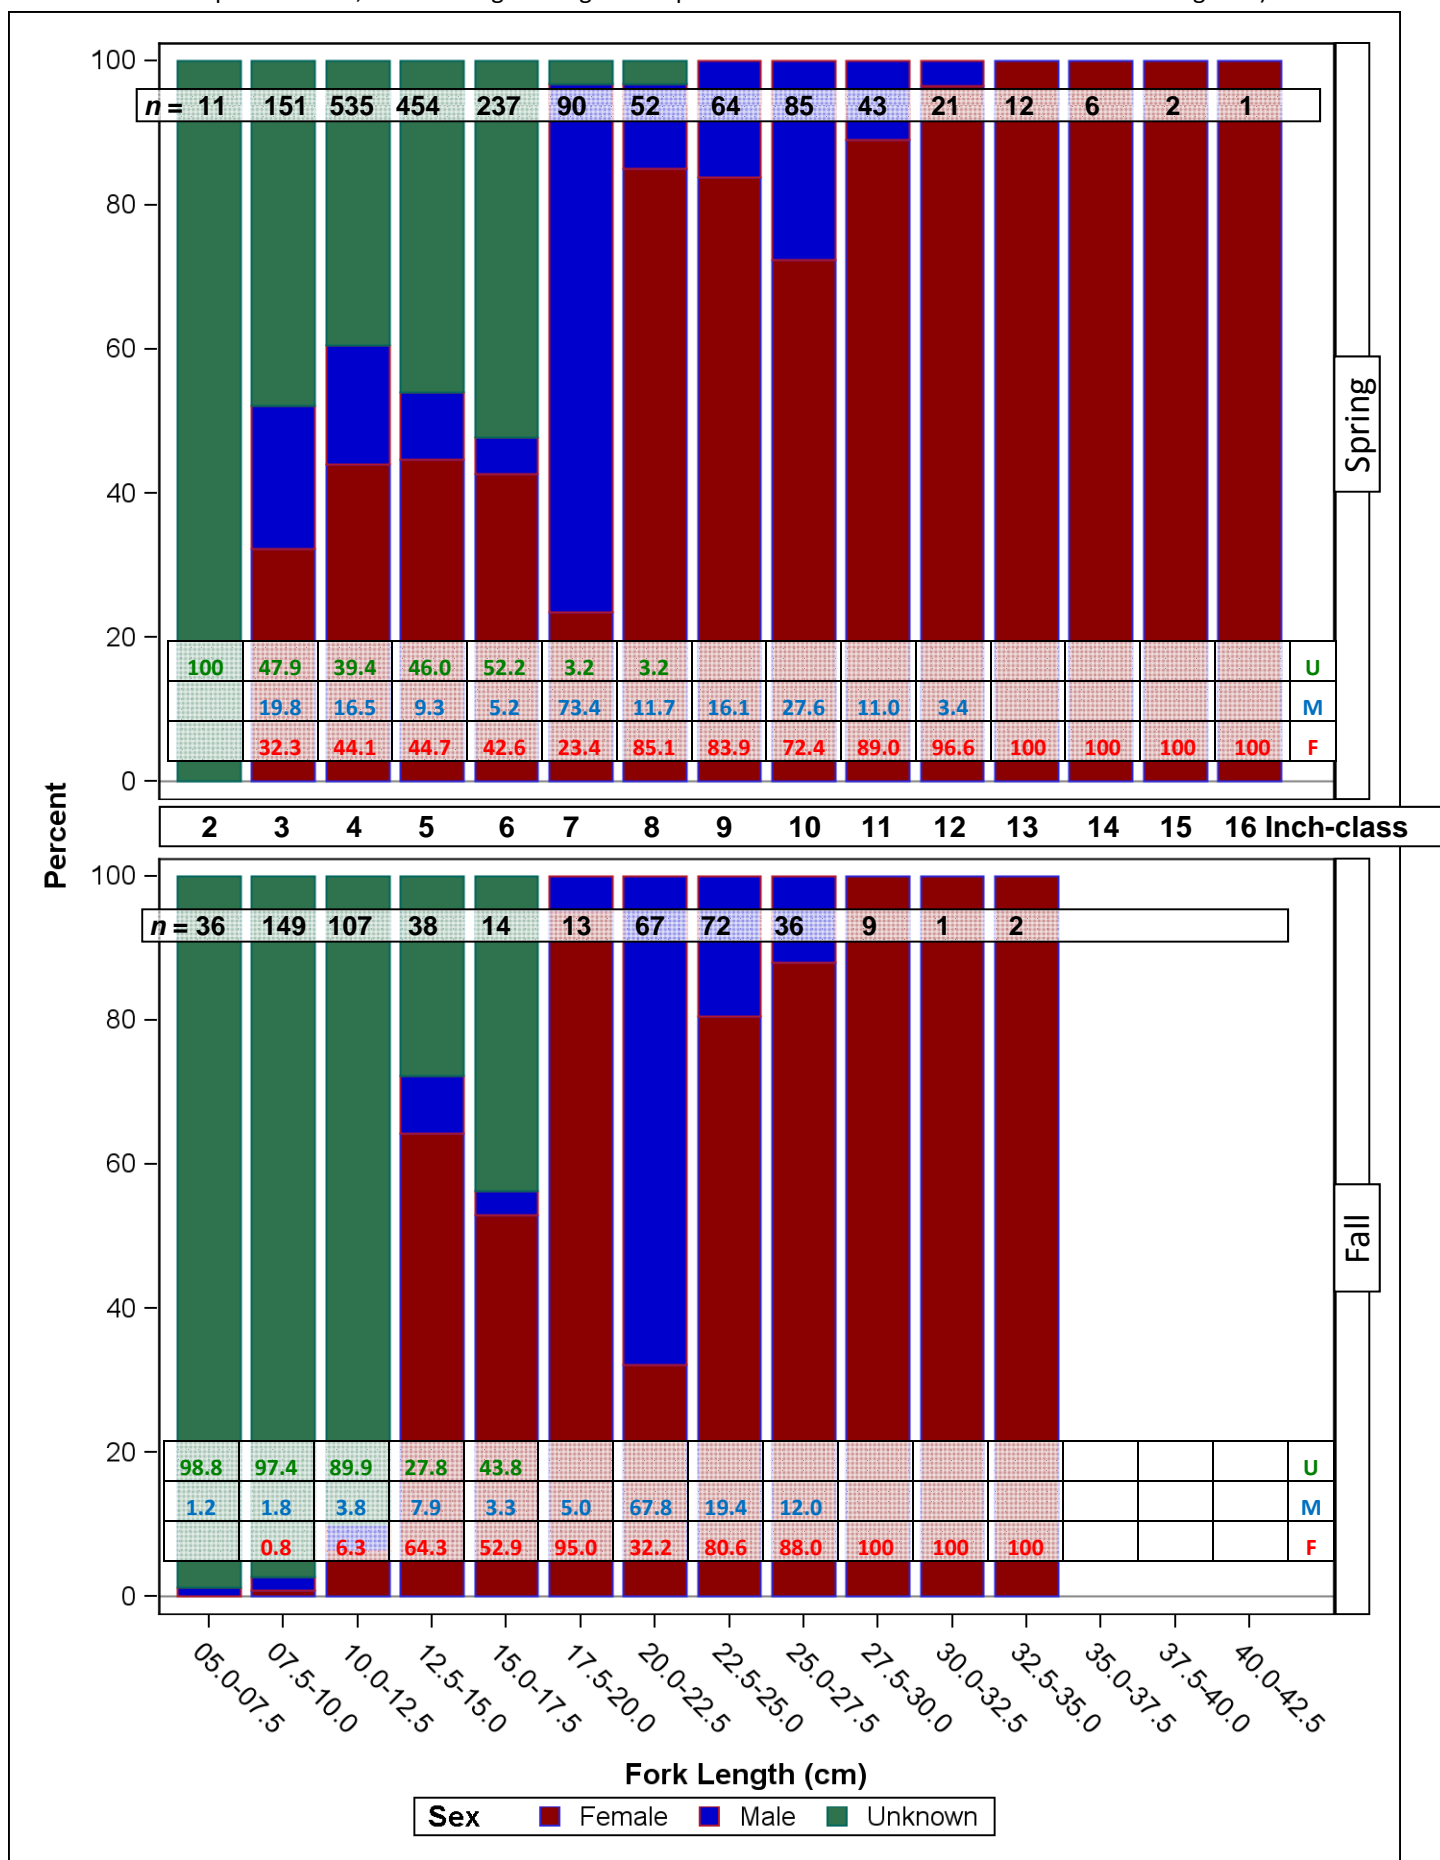 100
n = 11 151 535 454 237 90 52 64 85 43 21 12 6 2 1
80
60
40
20
100 47.9 39.4 46.0 52.2 3.2 3.2 U
19.8 16.5 9.3 5.2 73.4 11.7 16.1 27.6 11.0 3.4 M
32.3 44.1 44.7 42.6 23.4 85.1 83.9 72.4 89.0 96.6 100 100 100 100 F
0
Spring
Percent
2 3 4 5 6 7 8 9 10 11 12 13 14 15 16 Inch-class
100
n = 36 149 107 38 14 13 67 72 36 9 1 2
80
60
40
20
98.8 97.4 89.9 27.8 43.8 U
1.2 1.8 3.8 7.9 3.3 5.0 67.8 19.4 12.0 M
0.8 6.3 64.3 52.9 95.0 32.2 80.6 88.0 100 100 100 F
0
Fall
05.0-07.5 07.5-10.0 10.0-12.5 12.5-15.0 15.0-17.5 17.5-20.0 20.0-22.5 22.5-25.0 25.0-27.5 27.5-30.0 30.0-32.5 32.5-35.0 35.0-37.5 37.5-40.0 40.0-42.5
Fork Length (cm)
Sex Female Male Unknown